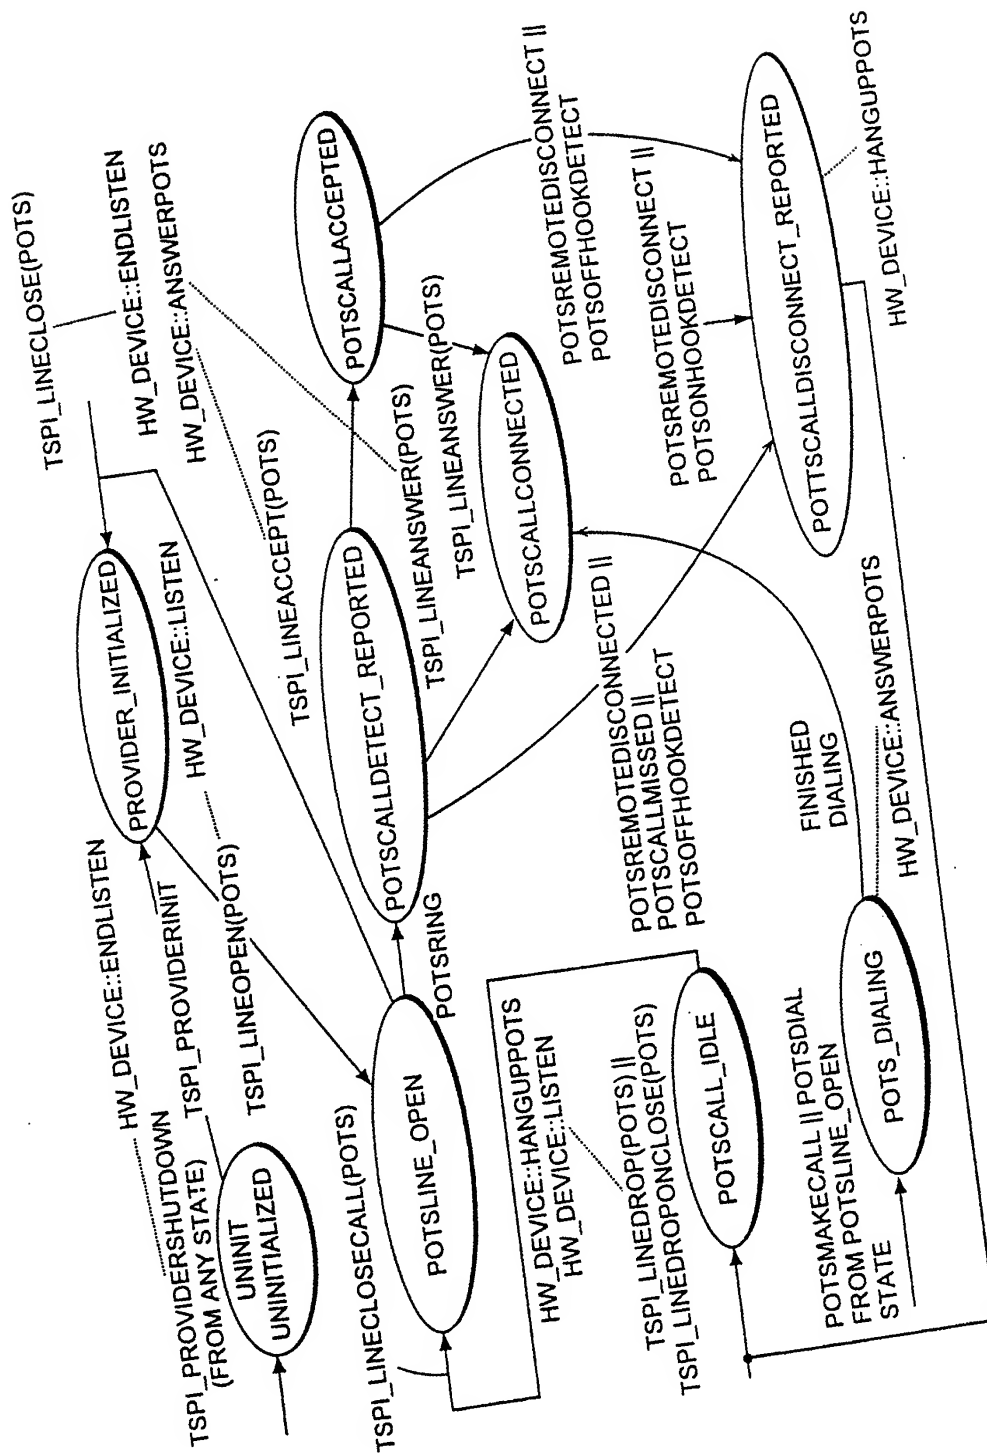 TSPI_PROVIDERSHUTDOWN
(FROM ANY STATE)
HW_DEVICE::ENDLISTEN
UNINIT
UNINITIALIZED
TSPI_PROVIDERINIT
PROVIDER_INITIALIZED
TSPI_LINECLOSE(POTS)
HW_DEVICE::ENDLISTEN
HW_DEVICE::ANSWERPOTS
TSPI_LINEOPEN(POTS)
HW_DEVICE::LISTEN
TSPI_LINEACCEPT(POTS)
TSPI_LINECLOSECALL(POTS)
POTSLINE_OPEN
POTSRING
POTSCALLDETECT_REPORTED
POTSCALLACCEPTED
TSPI_LINEANSWER(POTS)
TSPI_LINEANSWER(POTS)
POTSCALLCONNECTED
HW_DEVICE::HANGUPPOTS
HW_DEVICE::LISTEN
TSPI_LINEDROP(POTS) ||
TSPI_LINEDROPONCLOSE(POTS)
POTSCALL_IDLE
POTSREMOTEDISCONNECTED ||
POTSCALLMISSED ||
POTSOFFHOOKDETECT
POTSREMOTEDISCONNECT ||
POTSOFFHOOKDETECT
POTSREMOTEDISCONNECT ||
POTSONHOOKDETECT
POTTSCALLDISCONNECT_REPORTED
HW_DEVICE::HANGUPPOTS
POTSMAKECALL || POTSDIAL
FROM POTSLINE_OPEN
STATE
POTS_DIALING
FINISHED
DIALING
HW_DEVICE::ANSWERPOTS